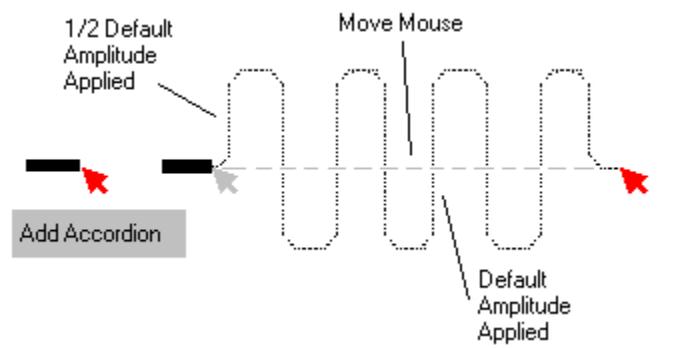 1/2 Default
Amplitude
Applied
Move Mouse
Add Accordion
Default
Amplitude
Applied